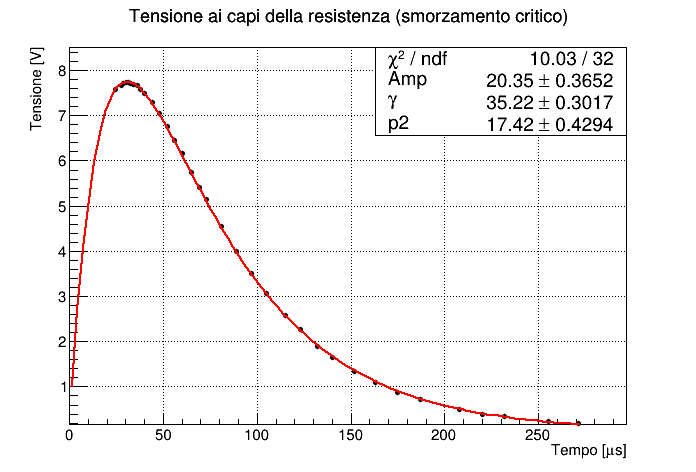 Tensione ai capi della resistenza (smorzamento critico)
Tensione [V]
χ² / ndf 10.03 / 32
Amp 20.35 ± 0.3652
γ 35.22 ± 0.3017
p2 17.42 ± 0.4294
8
7
6
5
4
3
2
1
0 50 100 150 200 250
Tempo [μs]